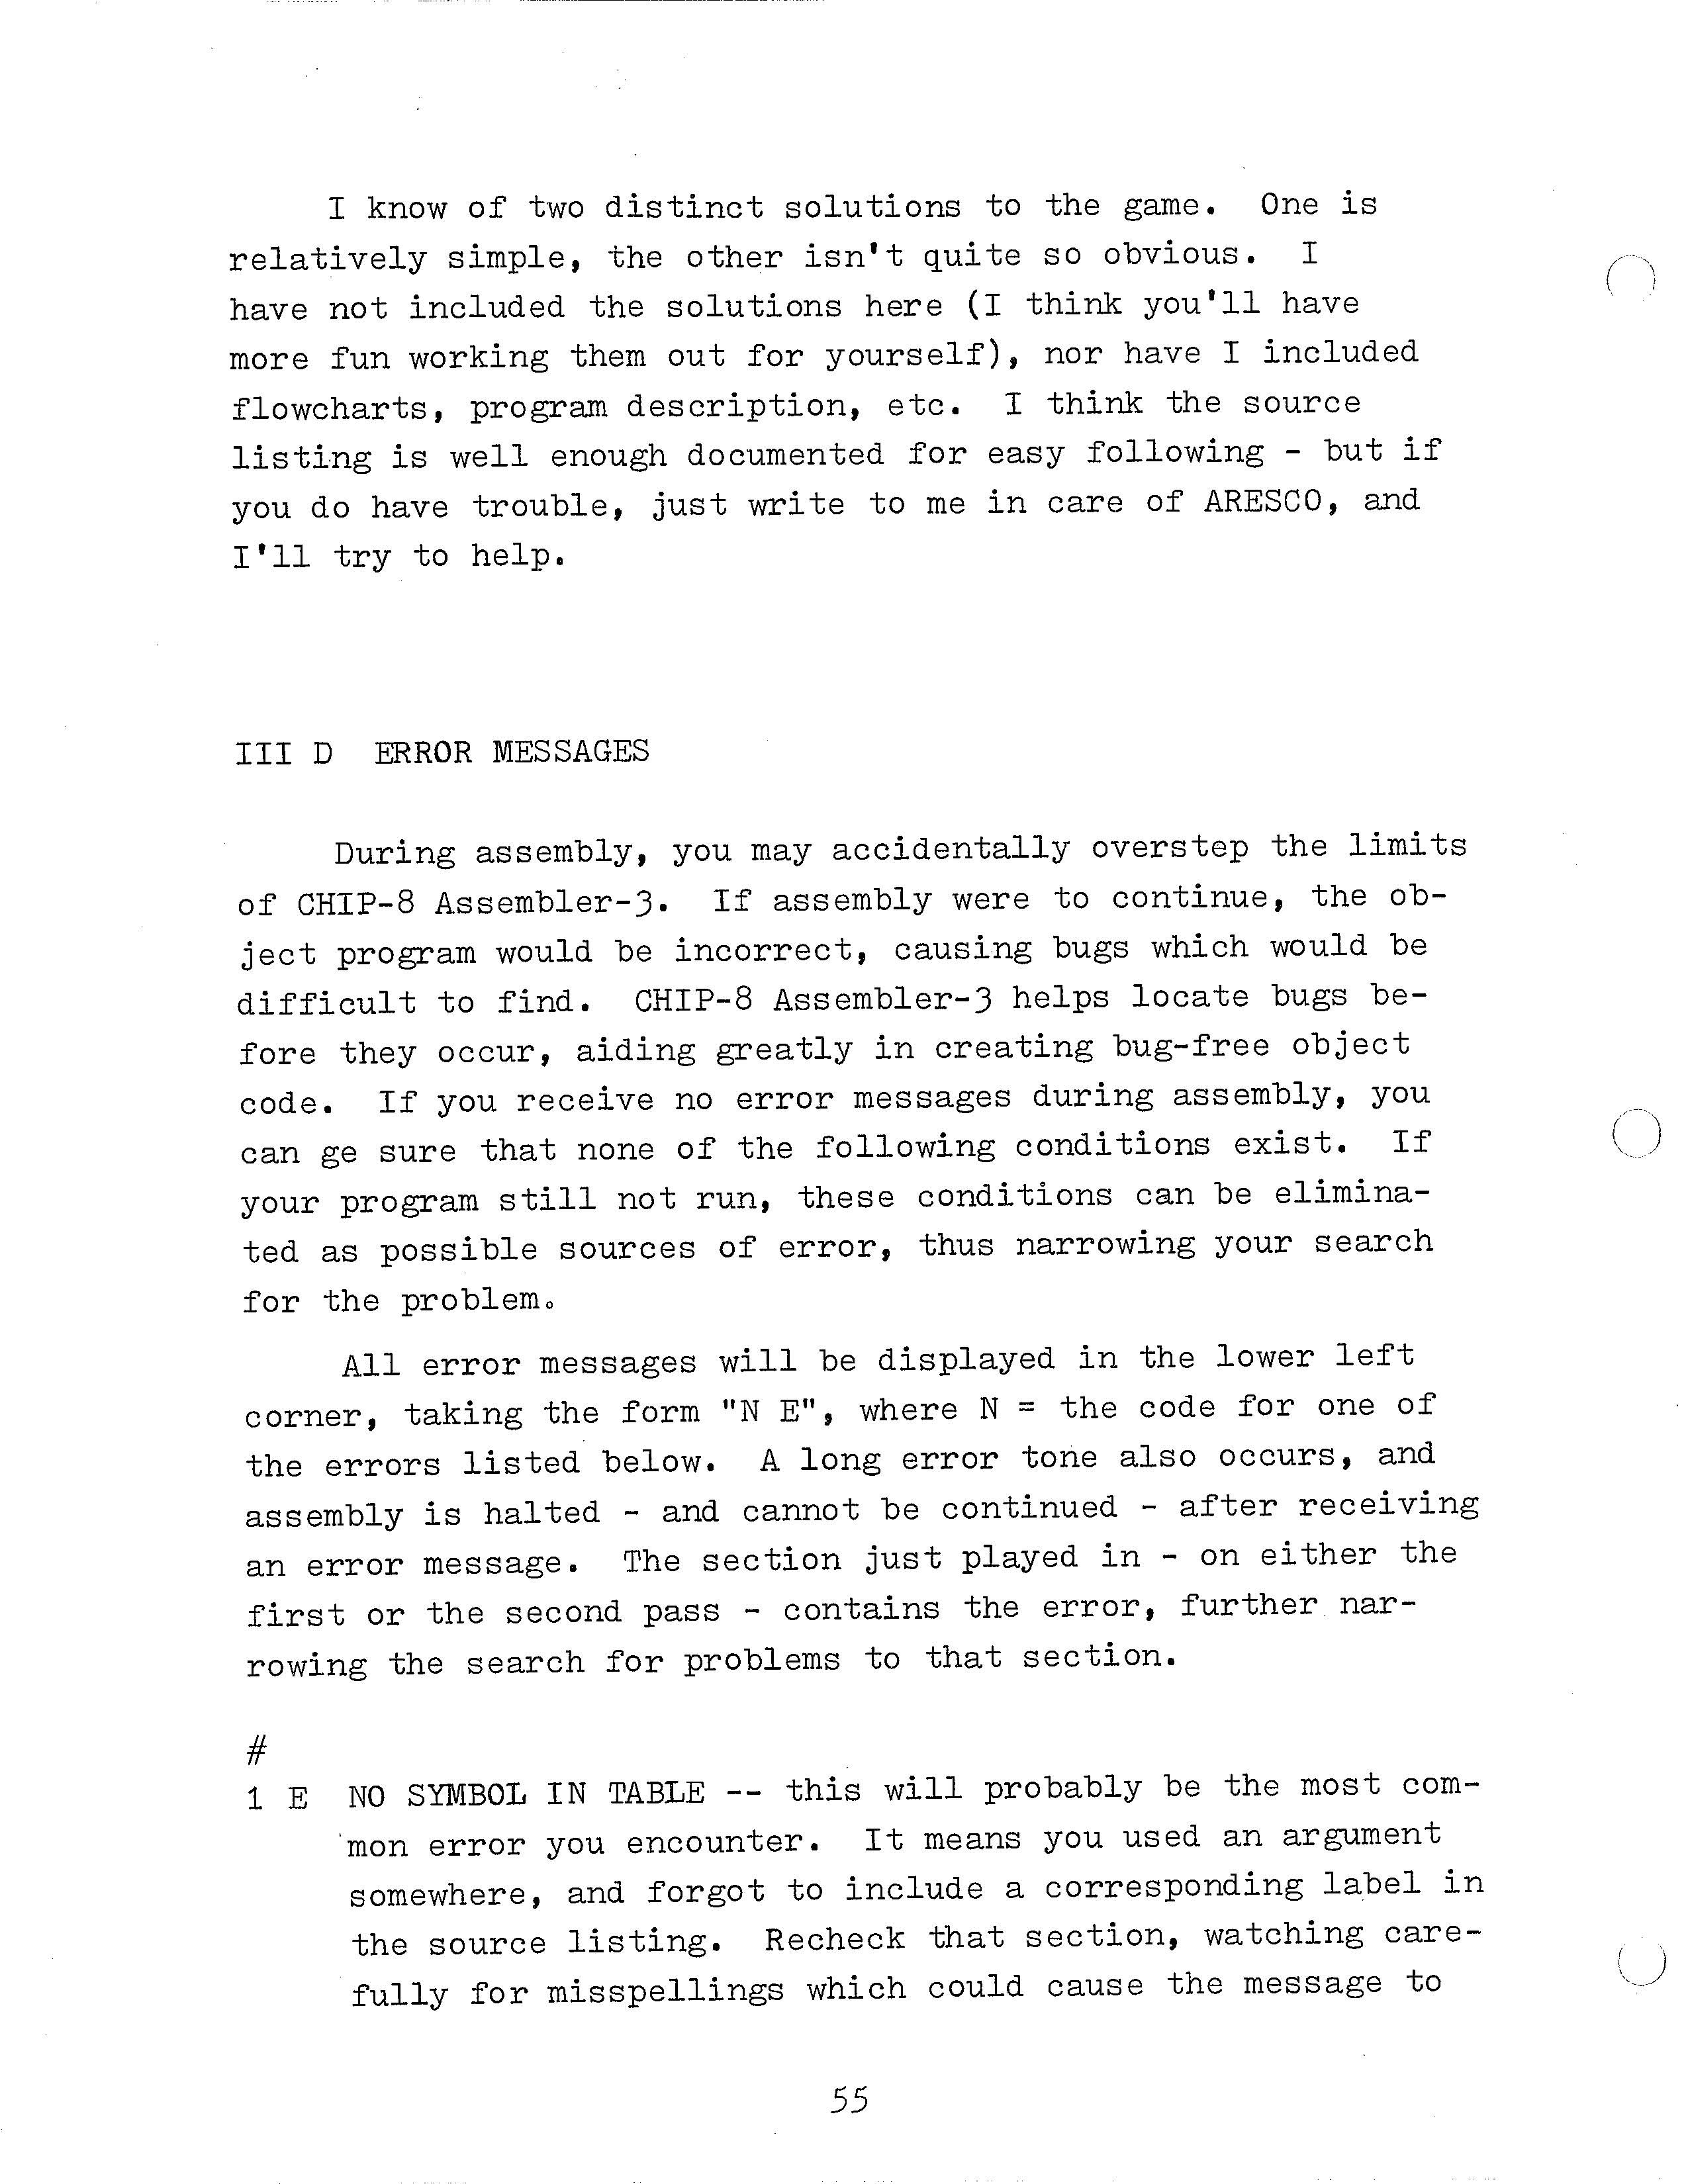 I know of two distinct solutions to the game.  One is
relatively simple, the other isn't quite so obvious.  I
have not included the solutions here (I think you'll have
more fun working them out for yourself), nor have I included
flowcharts, program description, etc.  I think the source
listing is well enough documented for easy following - but if
you do have trouble, just write to me in care of ARESCO, and
I'll try to help.
III D  ERROR MESSAGES
During assembly, you may accidentally overstep the limits
of CHIP-8 Assembler-3.  If assembly were to continue, the ob-
ject program would be incorrect, causing bugs which would be
difficult to find.  CHIP-8 Assembler-3 helps locate bugs be-
fore they occur, aiding greatly in creating bug-free object
code.  If you receive no error messages during assembly, you
can ge sure that none of the following conditions exist.  If
your program still not run, these conditions can be elimina-
ted as possible sources of error, thus narrowing your search
for the problem.
All error messages will be displayed in the lower left
corner, taking the form "N E", where N = the code for one of
the errors listed below.  A long error tone also occurs, and
assembly is halted - and cannot be continued - after receiving
an error message.  The section just played in - on either the
first or the second pass - contains the error, further nar-
rowing the search for problems to that section.
#
1 E  NO SYMBOL IN TABLE -- this will probably be the most com-
mon error you encounter.  It means you used an argument
somewhere, and forgot to include a corresponding label in
the source listing.  Recheck that section, watching care-
fully for misspellings which could cause the message to
55